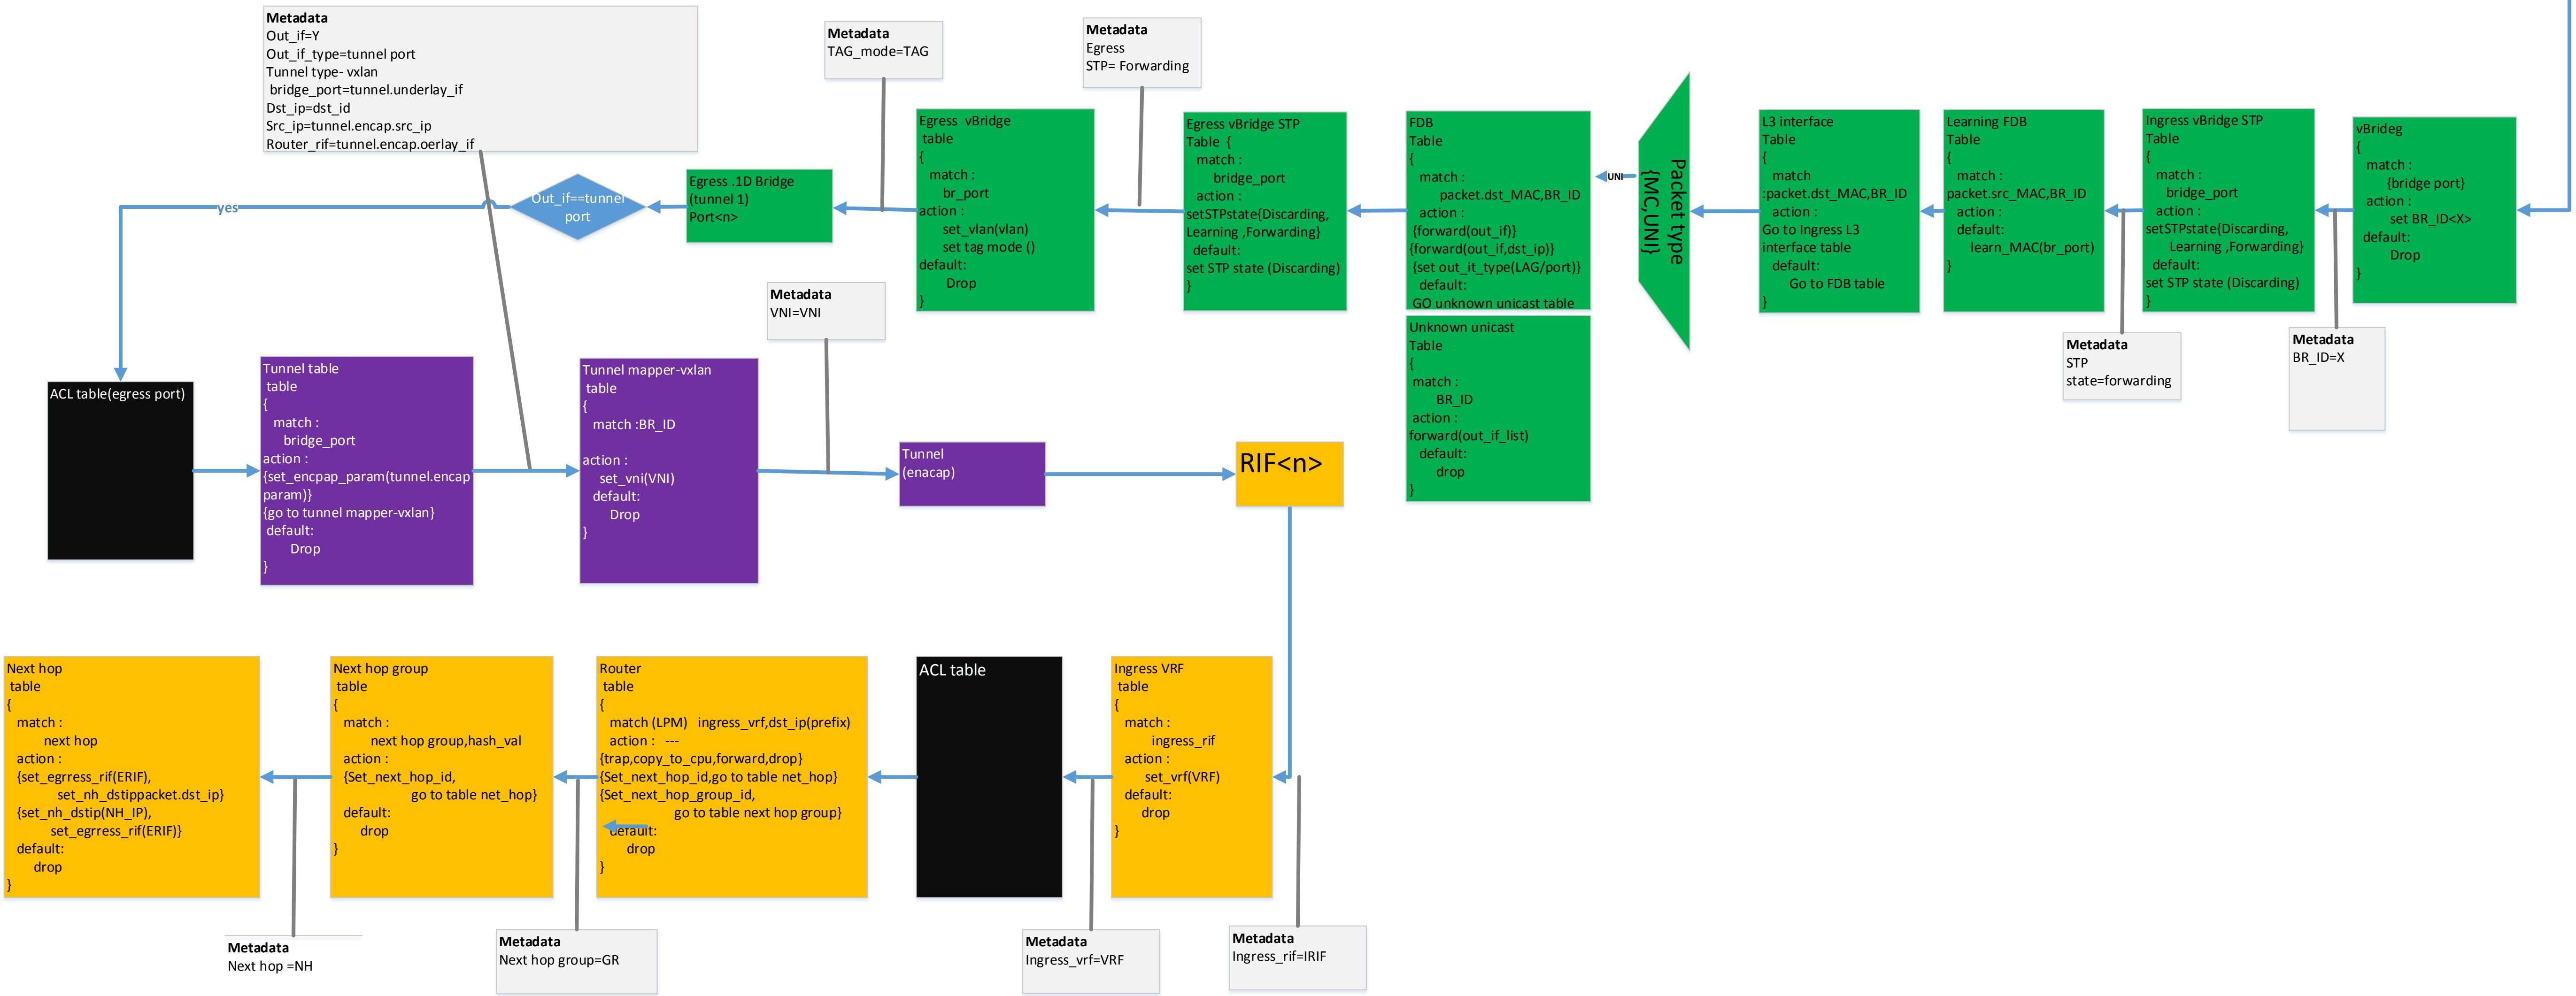 Metadata
Out_if=Y
Out_if_type=tunnel port
Tunnel type- vxlan
bridge_port=tunnel.underlay_if
Dst_ip=dst_id
Src_ip=tunnel.encap.src_ip
Router_rif=tunnel.encap.oerlay_if
Metadata
TAG_mode=TAG
Metadata
Egress
STP= Forwarding
vBrideg
{
match :
{bridge port}
action :
set BR_ID<X>
default:
Drop
}
Metadata
BR_ID=X
Ingress vBridge STP
Table
{
match :
bridge_port
action :
setSTPstate{Discarding,
Learning ,Forwarding}
default:
set STP state (Discarding)
}
Metadata
STP
state=forwarding
Learning FDB
Table
{
match :
packet.src_MAC,BR_ID
action :
default:
learn_MAC(br_port)
}
L3 interface
Table
{
match
:packet.dst_MAC,BR_ID
action :
Go to Ingress L3
interface table
default:
Go to FDB table
}
Packet type
{MC,UNI}
UNI
FDB
Table
{
match :
packet.dst_MAC,BR_ID
action :
{forward(out_if)}
{forward(out_if,dst_ip)}
{set out_it_type(LAG/port)}
default:
GO unknown unicast table
Unknown unicast
Table
{
match :
BR_ID
action :
forward(out_if_list)
default:
drop
}
Egress vBridge STP
Table {
match :
bridge_port
action :
setSTPstate{Discarding,
Learning ,Forwarding}
default:
set STP state (Discarding)
}
Egress  vBridge
table
{
match :
br_port
action :
set_vlan(vlan)
set tag mode ()
default:
Drop
}
Egress .1D Bridge
(tunnel 1)
Port<n>
Out_if==tunnel
port
yes
ACL table(egress port)
Tunnel table
table
{
match :
bridge_port
action :
{set_encpap_param(tunnel.encap
param)}
{go to tunnel mapper-vxlan}
default:
Drop
}
Tunnel mapper-vxlan
table
{
match :BR_ID
action :
set_vni(VNI)
default:
Drop
}
Metadata
VNI=VNI
Tunnel
(enacap)
RIF<n>
Ingress VRF
table
{
match :
ingress_rif
action :
set_vrf(VRF)
default:
drop
}
Metadata
Ingress_rif=IRIF
Metadata
Ingress_vrf=VRF
ACL table
Router
table
{
match (LPM)   ingress_vrf,dst_ip(prefix)
action :   ---
{trap,copy_to_cpu,forward,drop}
{Set_next_hop_id,go to table net_hop}
{Set_next_hop_group_id,
go to table next hop group}
default:
drop
}
Metadata
Next hop group=GR
Next hop group
table
{
match :
next hop group,hash_val
action :
{Set_next_hop_id,
go to table net_hop}
default:
drop
}
Metadata
Next hop =NH
Next hop
table
{
match :
next hop
action :
{set_egrress_rif(ERIF),
set_nh_dstippacket.dst_ip}
{set_nh_dstip(NH_IP),
set_egrress_rif(ERIF)}
default:
drop
}